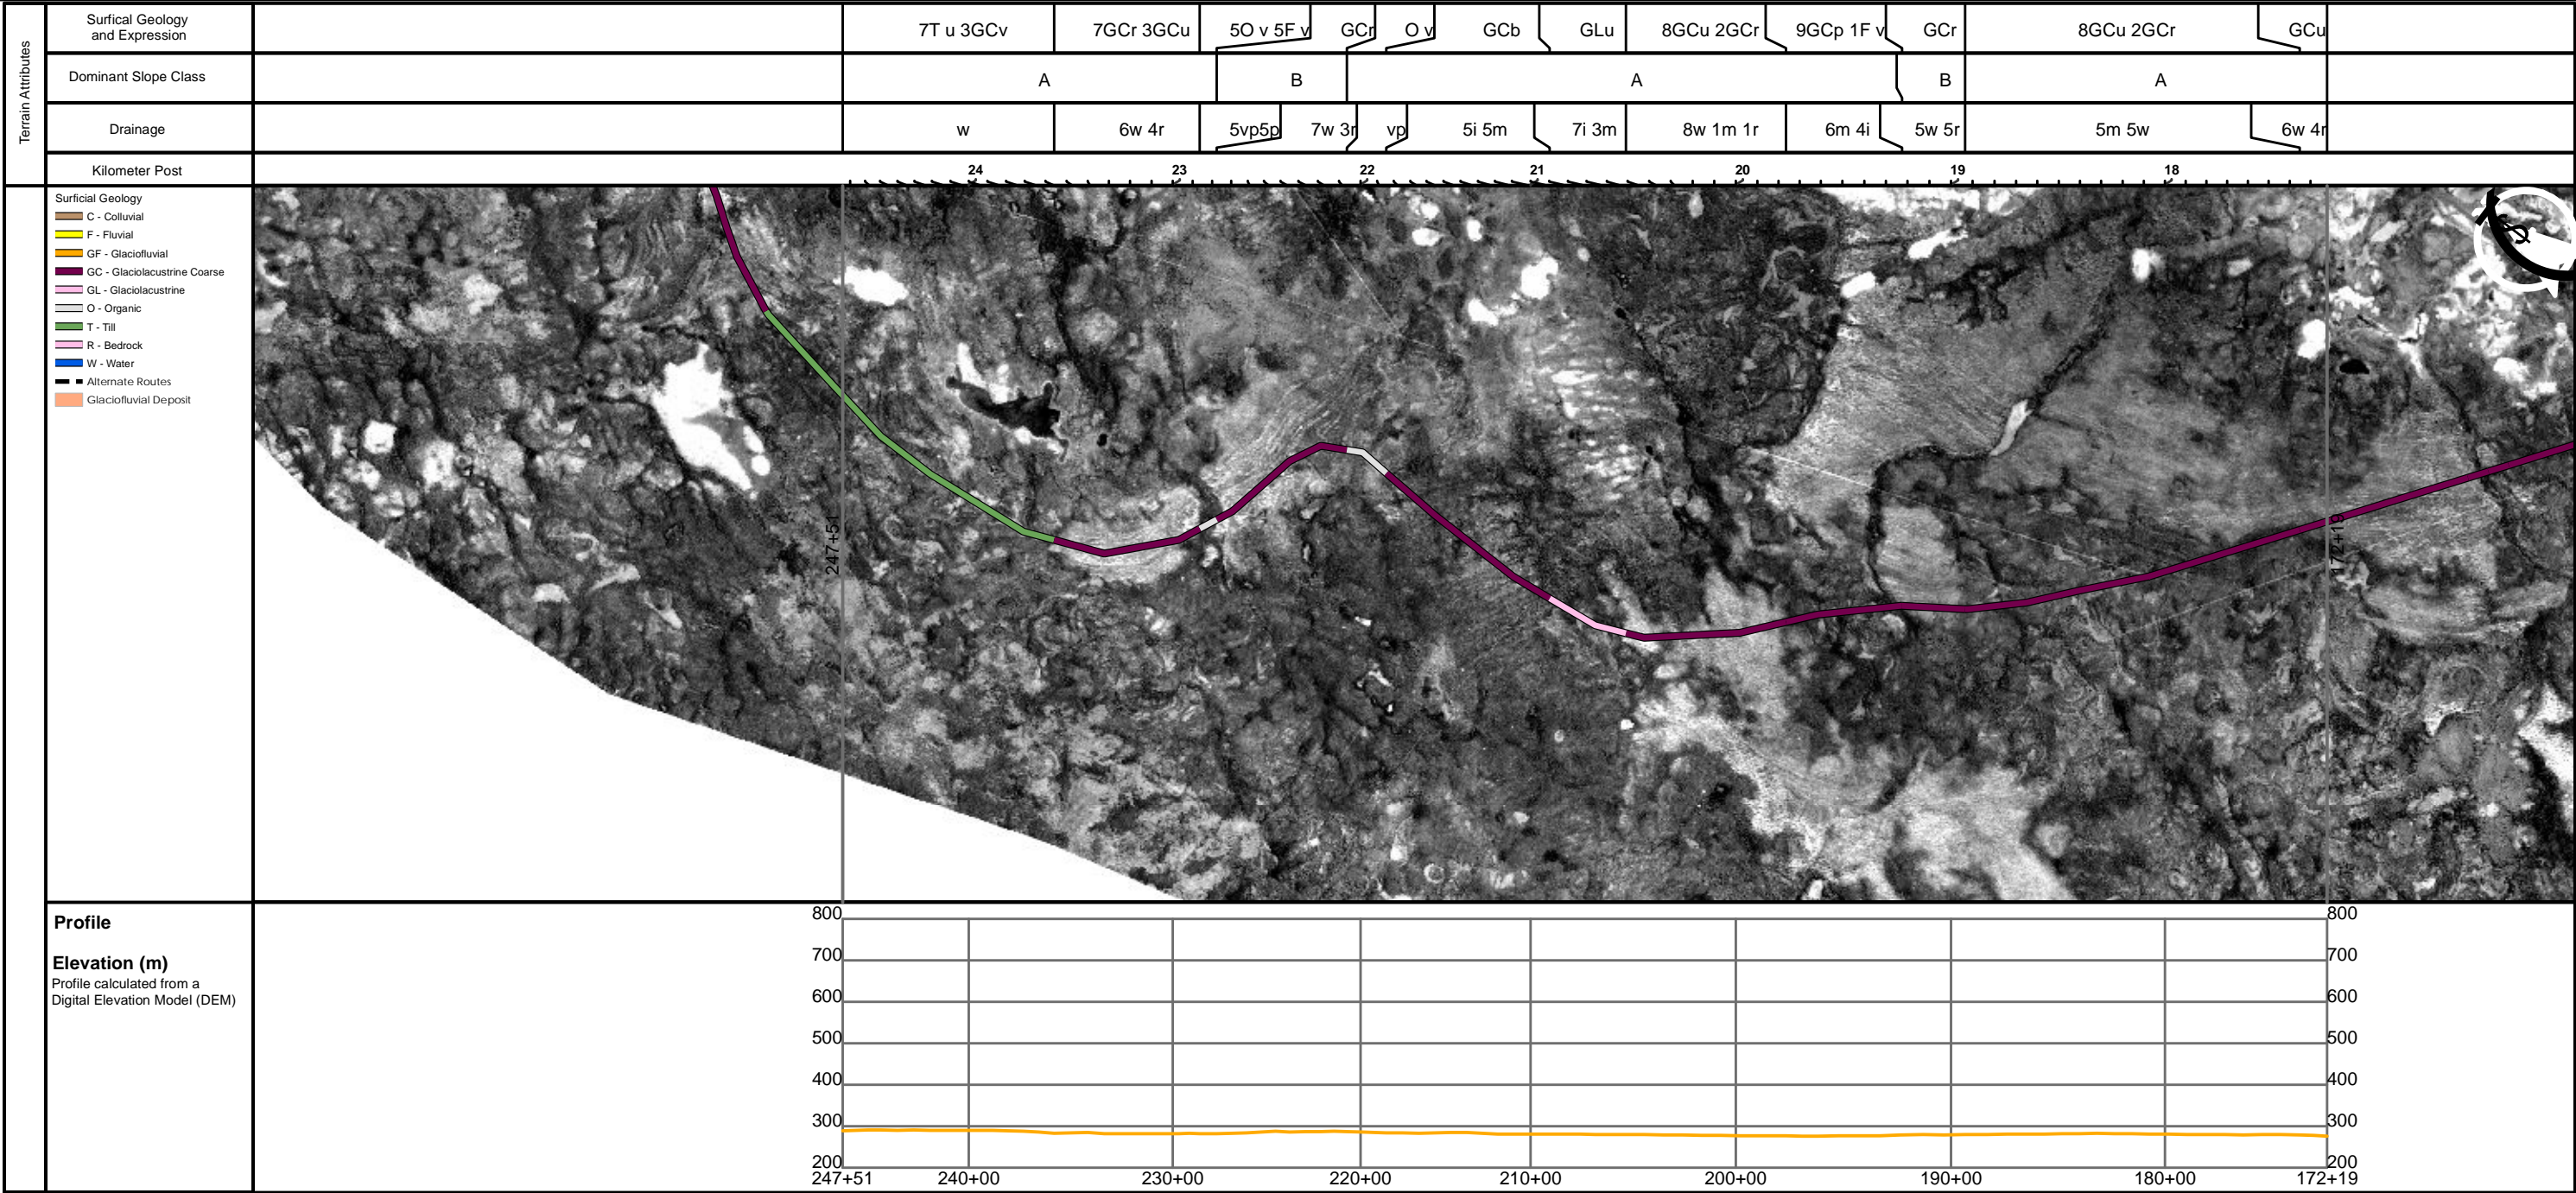 Terrain Attributes
Surfical Geology
and Expression
7T u 3GCv 7GCr 3GCu 5O v 5F v GCr O v GCb GLu 8GCu 2GCr 9GCp 1F v GCr 8GCu 2GCr GCu
Dominant Slope Class A B A B A
Drainage w 6w 4r 5vp5p 7w 3r vp 5i 5m 7i 3m 8w 1m 1r 6m 4i 5w 5r 5m 5w 6w 4r
Kilometer Post 24 23 22 21 20 19 18
Surficial Geology
C - Colluvial
F - Fluvial
GF - Glaciofluvial
GC - Glaciolacustrine Coarse
GL - Glaciolacustrine
O - Organic
T - Till
R - Bedrock
W - Water
Alternate Routes
Glaciofluvial Deposit
247+51
172+19
Profile
Elevation (m)
Profile calculated from a
Digital Elevation Model (DEM)
800 800
700 700
600 600
500 500
400 400
300 300
200 200
247+51 240+00 230+00 220+00 210+00 200+00 190+00 180+00 172+19